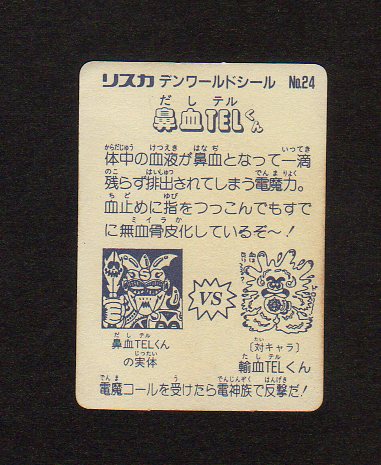 リスカ デンワールドシール No.24
だし テル
鼻血TELくん
からだじゅう けつえき はなぢ いってき
体中の血液が鼻血となって一滴
のこ はいしゅつ でんまりょく
残らず排出されてしまう電魔力。
ちど ゆび
血止めに指をつっこんでもすで
ミイラか
に無血骨皮化しているぞ〜！
VS
だし テル
鼻血TELくん
じったい
の実体
たい
〔対キャラ〕
たし テル
輸血TELくん
でんま う でんじんぞく はんげき
電魔コールを受けたら電神族で反撃だ！